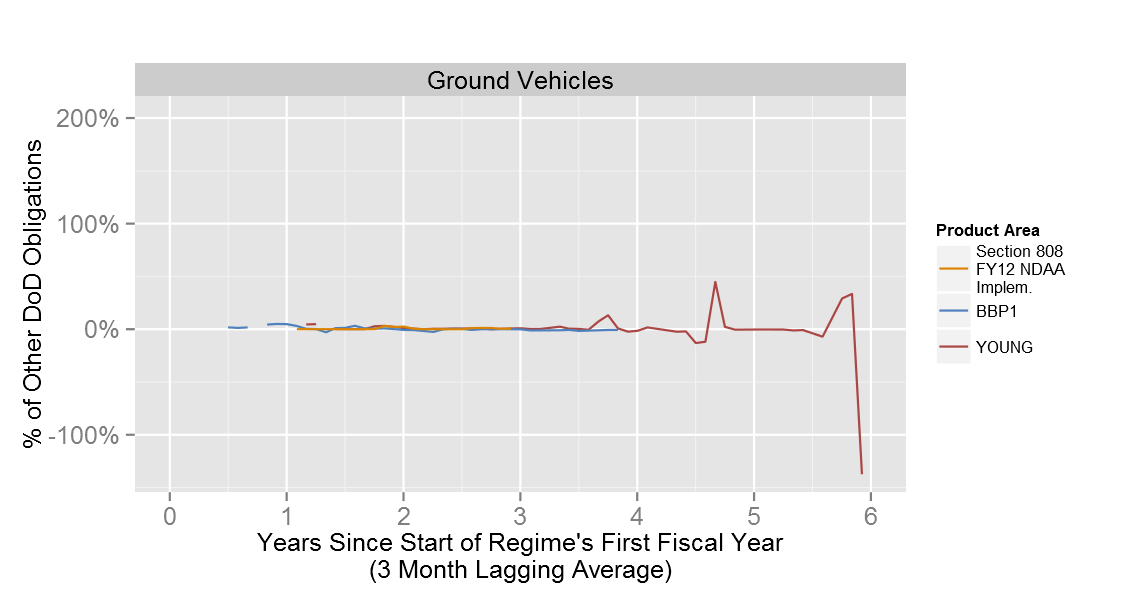 Ground Vehicles
% of Other DoD Obligations
200%
100%
0%
-100%
0 1 2 3 4 5 6
Years Since Start of Regime's First Fiscal Year
(3 Month Lagging Average)
Product Area
Section 808
FY12 NDAA
Implem.
BBP1
YOUNG